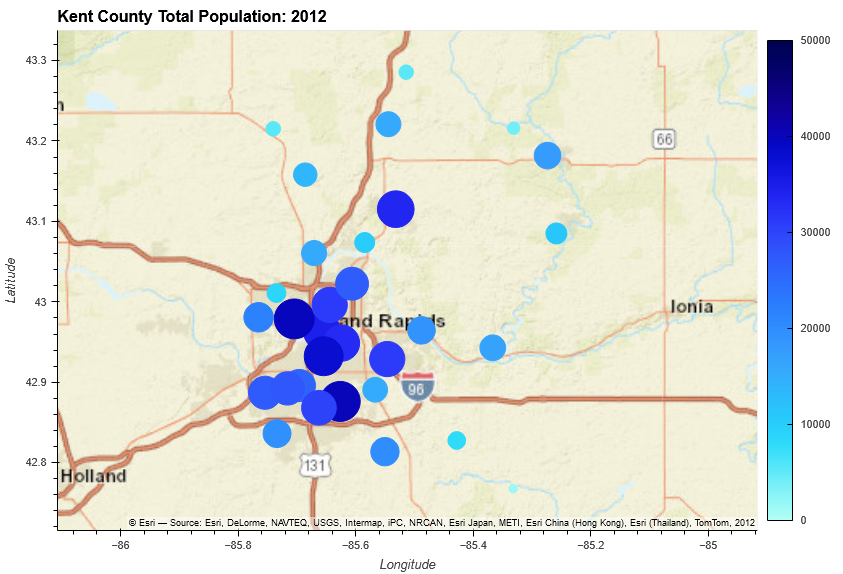 Kent County Total Population: 2012
50000
43.3
n
43.2
66
40000
43.1
Latitude
30000
43
Ionia
and Rapids
20000
42.9
96
10000
42.8
131
Holland
© Esri — Source: Esri, DeLorme, NAVTEQ, USGS, Intermap, iPC, NRCAN, Esri Japan, METI, Esri China (Hong Kong), Esri (Thailand), TomTom, 2012
0
−86
−85.8
−85.6
−85.4
−85.2
−85
Longitude